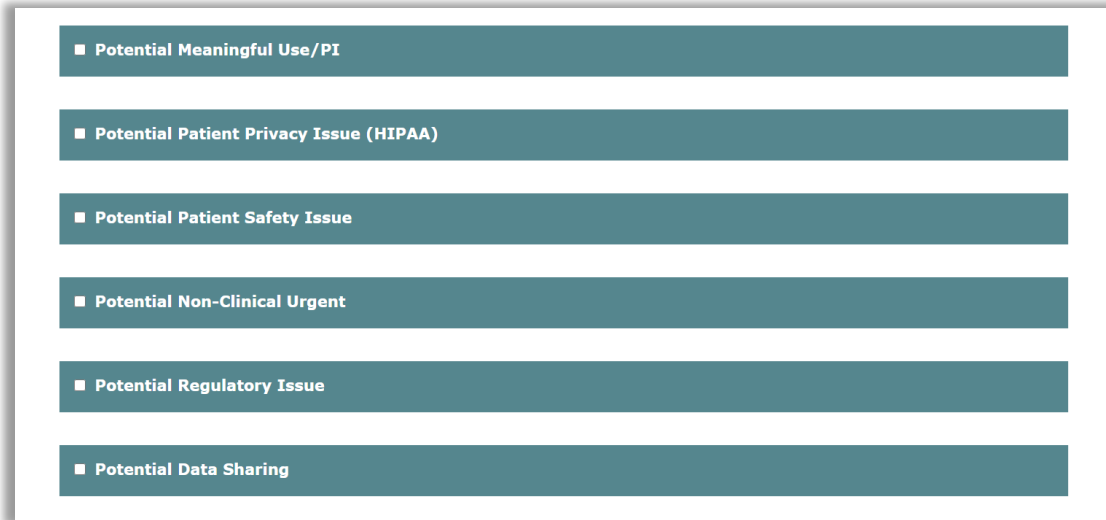 Potential Meaningful Use/PI
Potential Patient Privacy Issue (HIPAA)
Potential Patient Safety Issue
Potential Non-Clinical Urgent
Potential Regulatory Issue
Potential Data Sharing